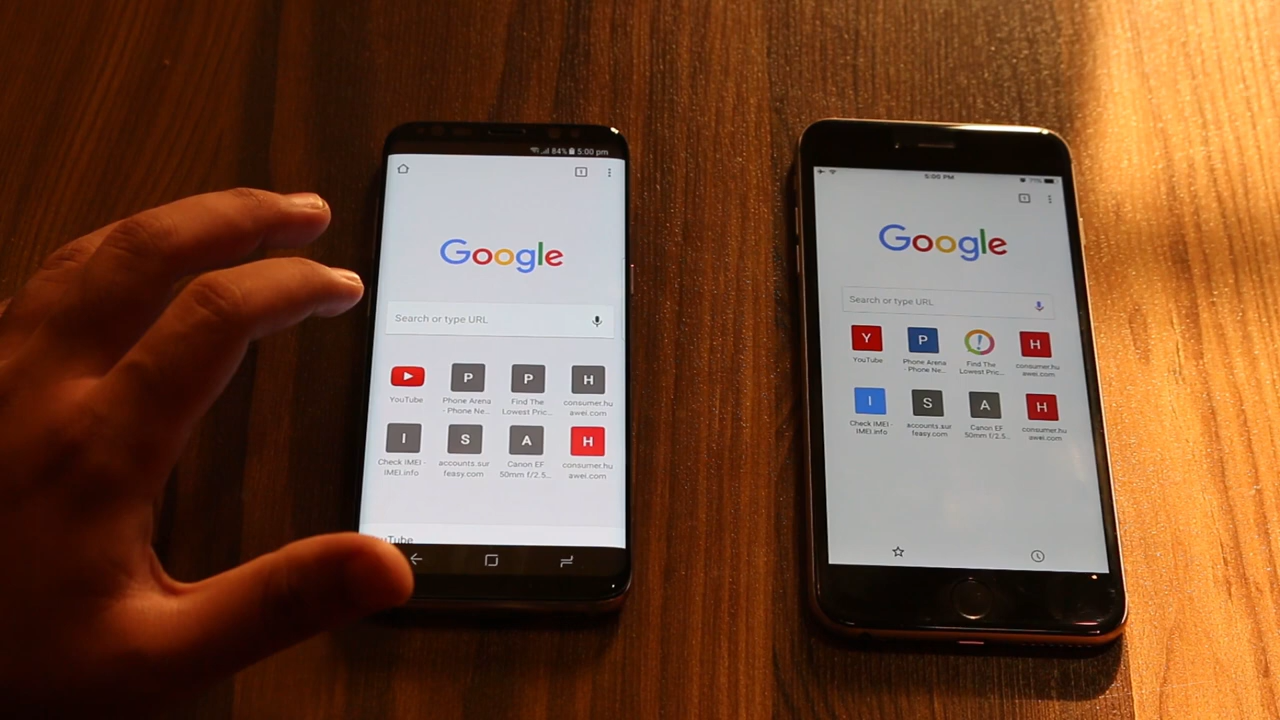 84% 5:00 pm
1
Google
Search or type URL
P P H
YouTube
Phone Arena
- Phone Ne...
Find The
Lowest Pric...
consumer.hu
awei.com
I S A H
Check IMEI -
IMEI.info
accounts.sur
feasy.com
Canon EF
50mm f/2.5...
consumer.hu
awei.com
uTube
5:00 PM
71%
1
Google
Search or type URL
Y P H
YouTube
Phone Arena
- Phone Ne...
Find The
Lowest Pric...
consumer.hu
awei.com
I S A H
Check IMEI -
IMEI.info
accounts.sur
feasy.com
Canon EF
50mm f/2.5...
consumer.hu
awei.com